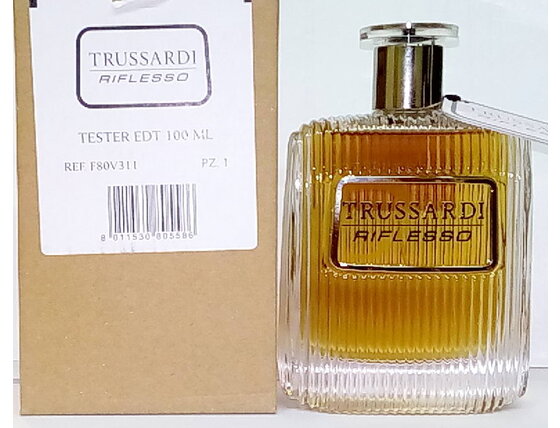 TRUSSARDI
RIFLESSO
TESTER EDT 100 ML
REF. F80V311 PZ. 1
8 011530 805586
TRUSSARDI
RIFLESSO